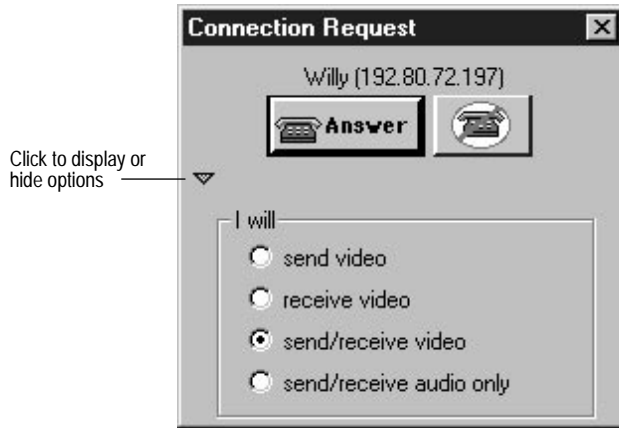 Connection Request
Willy (192.80.72.197)
Answer
Click to display or
hide options
I will
send video
receive video
send/receive video
send/receive audio only